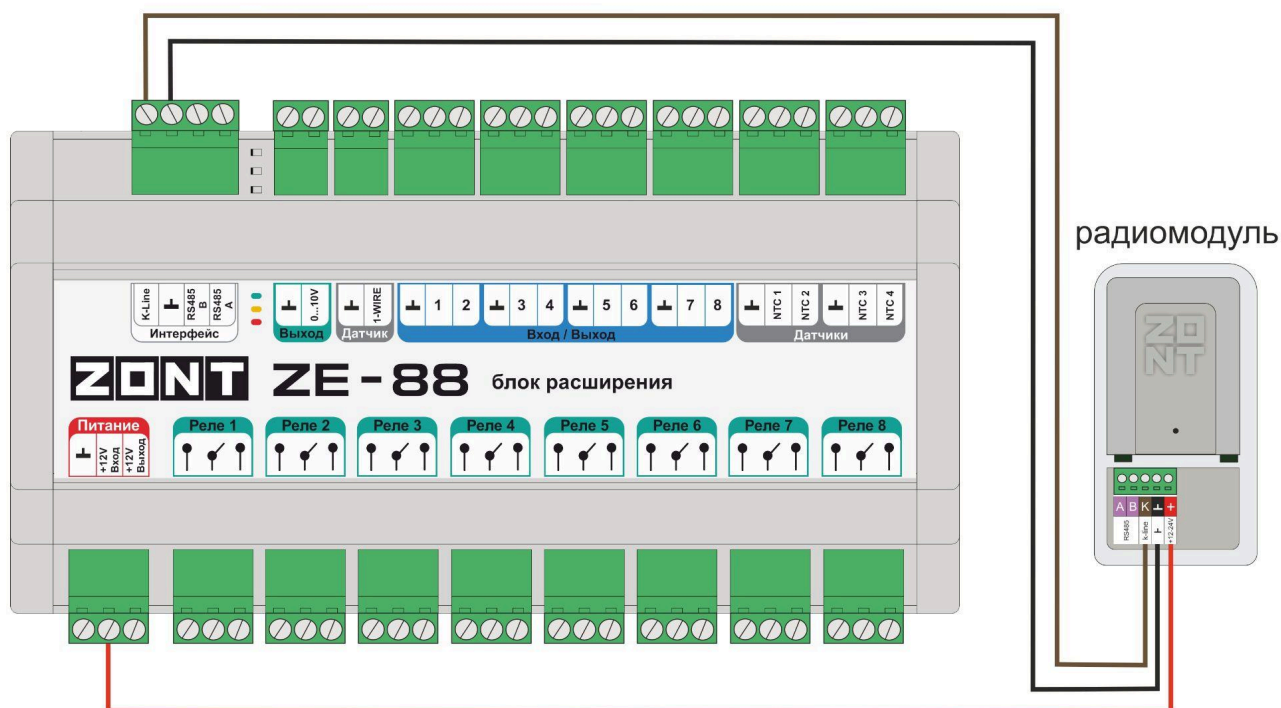 радиомодуль
ZONT
K-Line
RS485
B
RS485
A
Интерфейс
0...10V
Выход
1-WIRE
Датчик
1 2 3 4 5 6 7 8
Вход / Выход
NTC 1
NTC 2
NTC 3
NTC 4
Датчики
ZONT ZE-88 блок расширения
Питание
+12V
Вход
+12V
Выход
Реле 1
Реле 2
Реле 3
Реле 4
Реле 5
Реле 6
Реле 7
Реле 8
A B K +
RS485
k-line
+12-24V